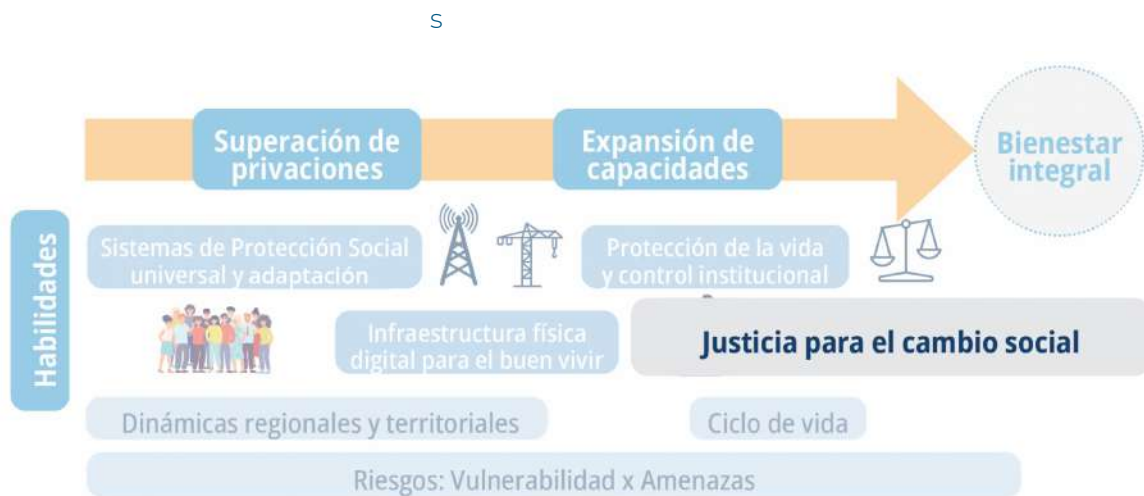 S
Superación de
privaciones
Expansión de
capacidades
Bienestar
integral
Habilidades
Sistemas de Protección Social
universal y adaptación
Protección de la vida
y control institucional
Infraestructura física
digital para el buen vivir
Justicia para el cambio social
Dinámicas regionales y territoriales
Ciclo de vida
Riesgos: Vulnerabilidad x Amenazas